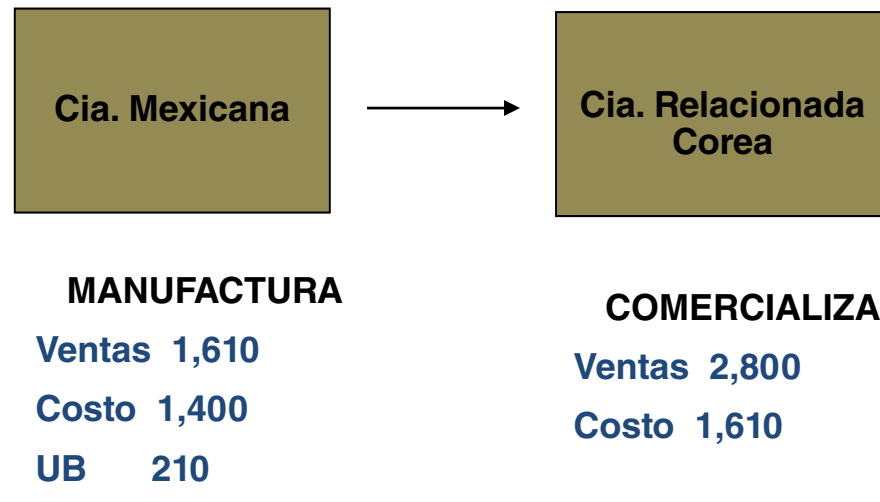 Cia. Mexicana
Cia. Relacionada
Corea
MANUFACTURA
Ventas 1,610
Costo 1,400
UB 210
COMERCIALIZA
Ventas 2,800
Costo 1,610